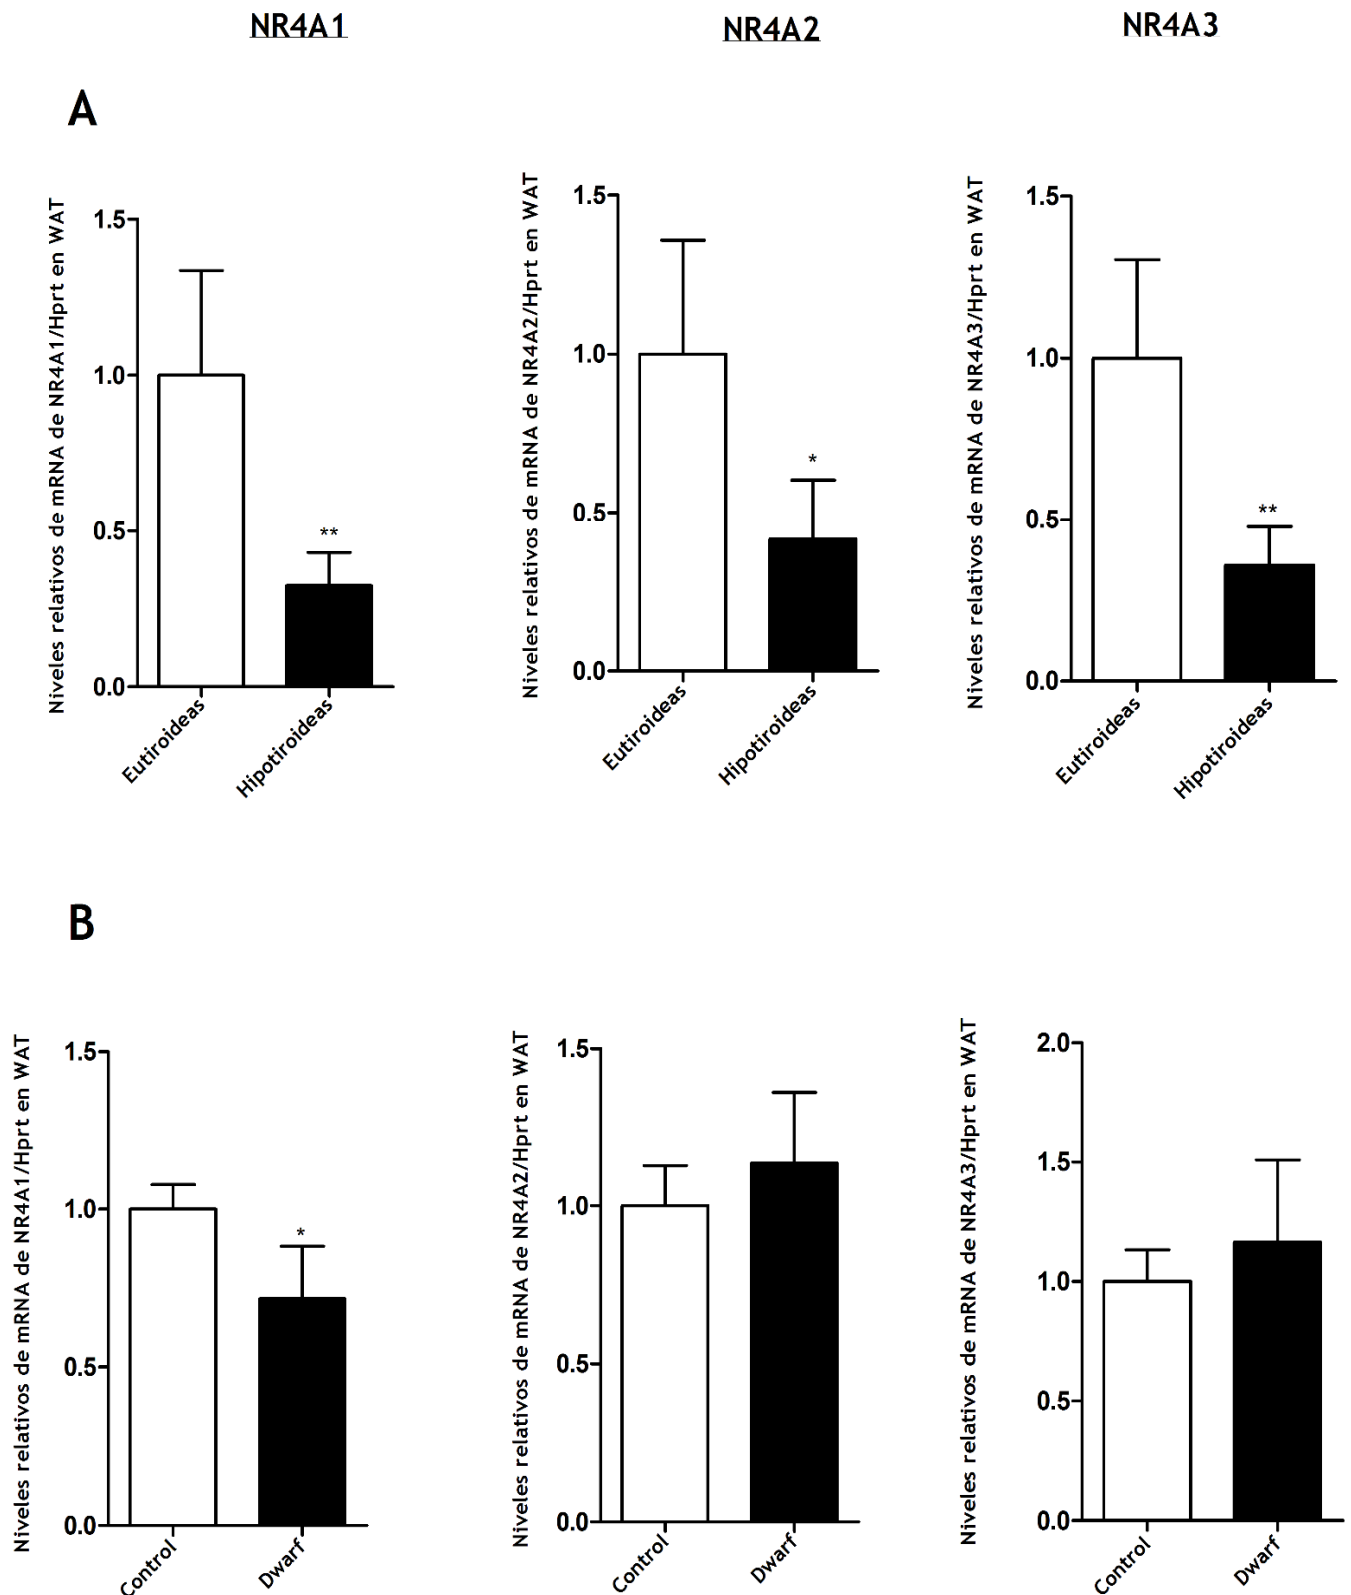 NR4A1
NR4A2
NR4A3
A
Niveles relativos de mRNA de NR4A1/Hprt en WAT
1.5
1.0
0.5
0.0
**
Eutiroideas
Hipotiroideas
Niveles relativos de mRNA de NR4A2/Hprt en WAT
1.5
1.0
0.5
0.0
*
Eutiroideas
Hipotiroideas
Niveles relativos de mRNA de NR4A3/Hprt en WAT
1.5
1.0
0.5
0.0
**
Eutiroideas
Hipotiroideas
B
Niveles relativos de mRNA de NR4A1/Hprt en WAT
1.5
1.0
0.5
0.0
*
Control
Dwarf
Niveles relativos de mRNA de NR4A2/Hprt en WAT
1.5
1.0
0.5
0.0
Control
Dwarf
Niveles relativos de mRNA de NR4A3/Hprt en WAT
2.0
1.5
1.0
0.5
0.0
Control
Dwarf